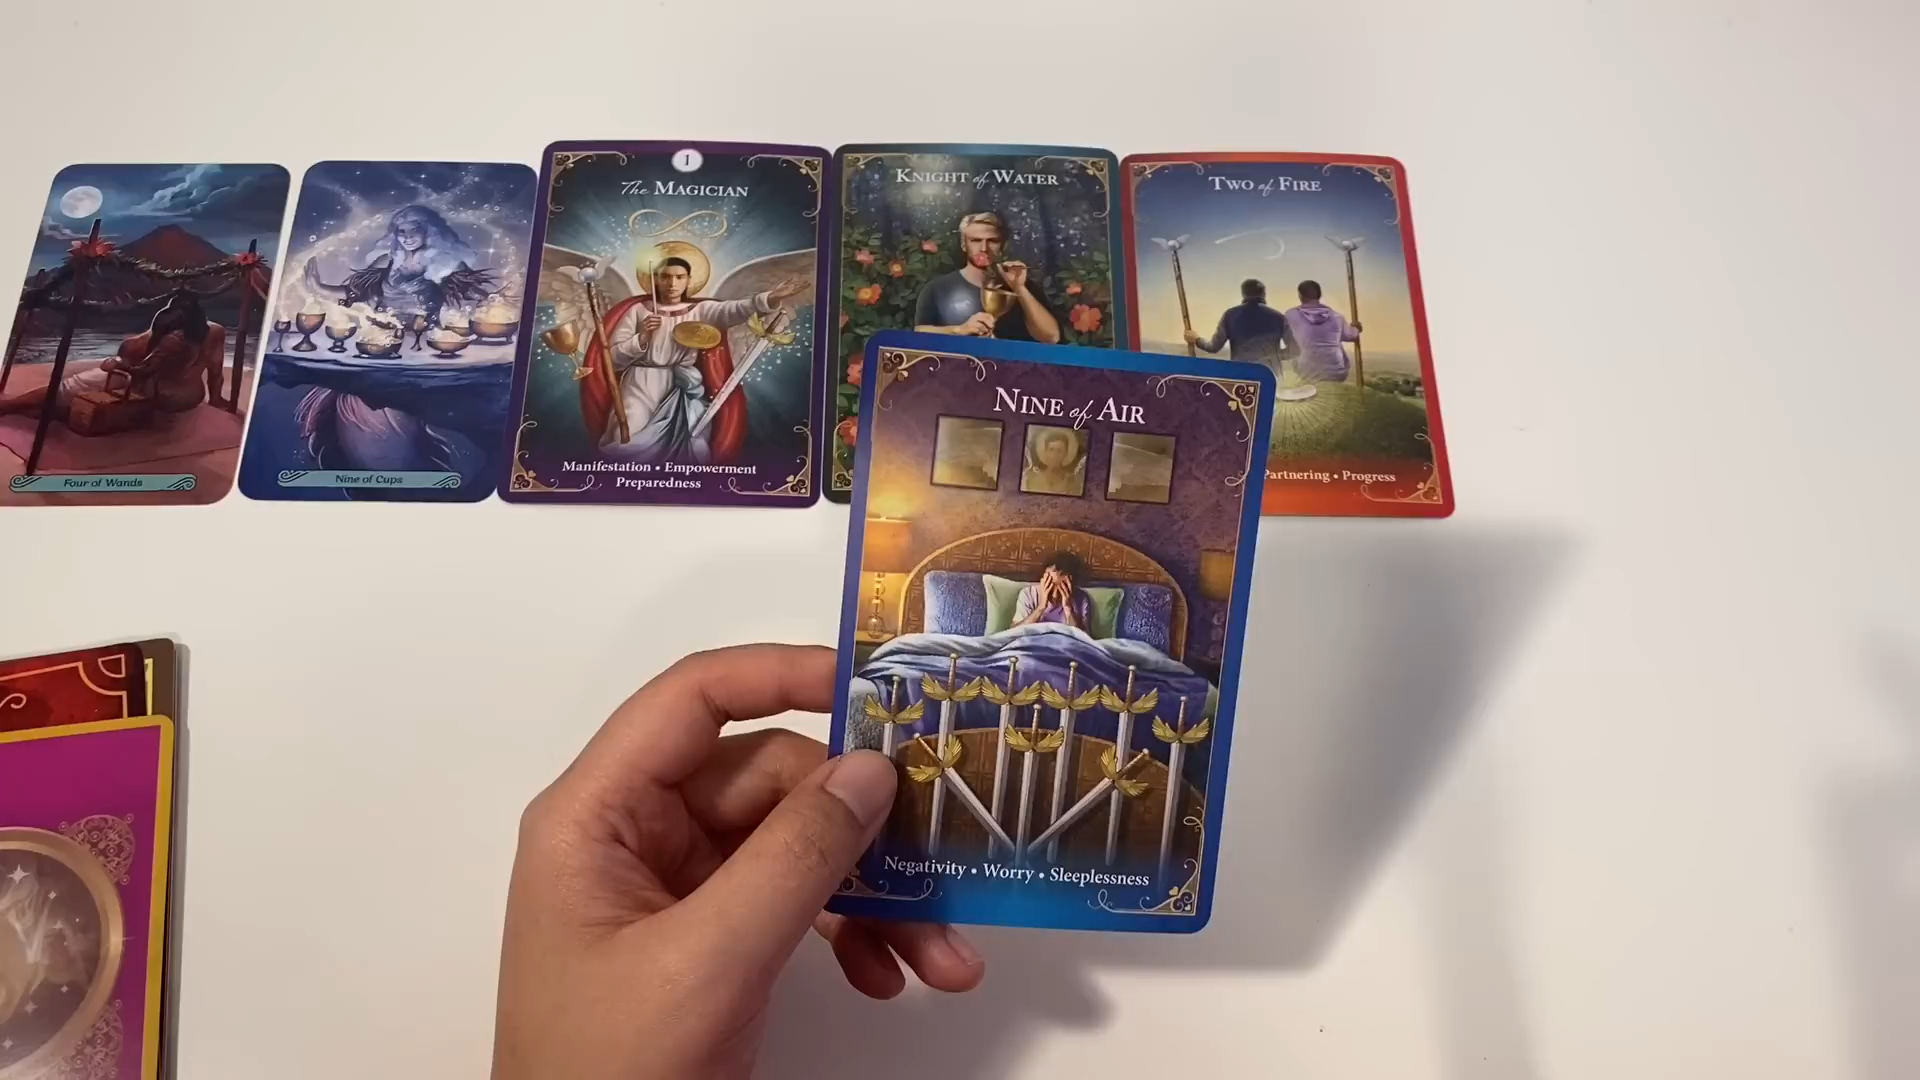 Four of Wands
Nine of Cups
I
The MAGICIAN
Manifestation • Empowerment
Preparedness
KNIGHT of WATER
TWO of FIRE
Partnering • Progress
NINE of AIR
Negativity • Worry • Sleeplessness